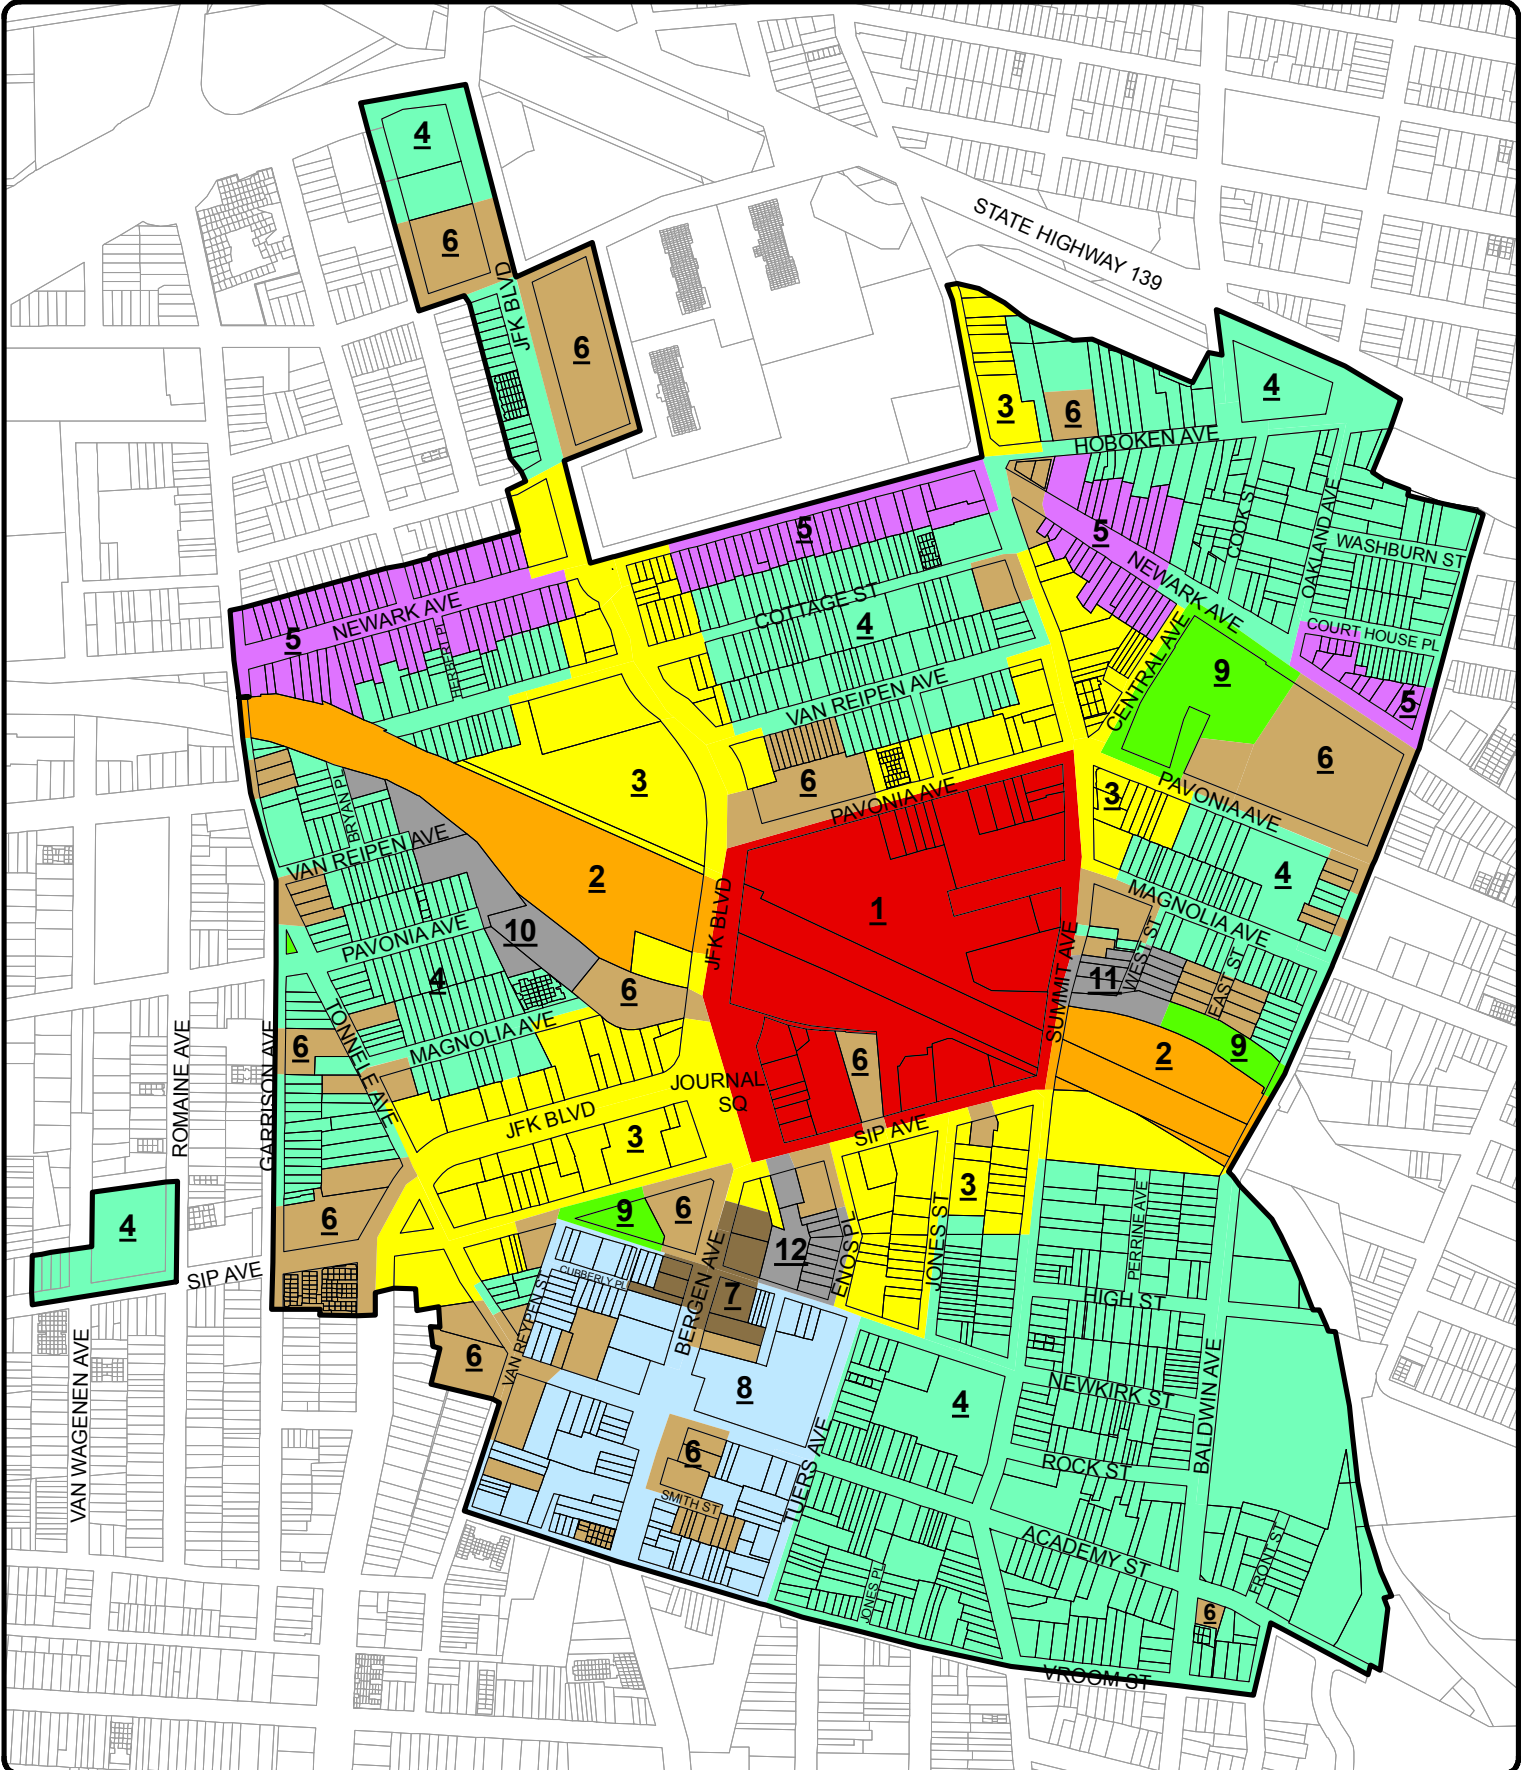 4
STATE HIGHWAY 139
6
JFK BLVD
6
3
6
4
HOBOKEN AVE
5
5
COOK S
OAKLAND AVE
WASHBURN ST
NEWARK AVE
NEWARK AVE
5
HERBER PL
COTTAGE ST
4
COURT HOUSE PL
CENTRAL AVE
9
5
VAN REIPEN AVE
3
6
6
PAVONIA AVE
3
PAVONIA AVE
BRYAN PL
VAN REIPEN AVE
2
JFK BLVD
1
4
MAGNOLIA AVE
10
PAVONIA AVE
4
6
SUMMIT AVE
11
WEST ST
EAST ST
TONNELE AVE
MAGNOLIA AVE
6
6
2
9
ROMAINE AVE
GARRISON AVE
JOURNAL
SQ
JFK BLVD
3
SIP AVE
3
4
6
9
6
JONES ST
PERRINE AVE
SIP AVE
CUBBERLY PL
BERGEN AVE
12
ENOS PL
7
HIGH ST
VAN REYPEN ST
6
VAN WAGENEN AVE
8
4
NEWKIRK ST
BALDWIN AVE
6
TUERS AVE
ROCK ST
SMITH ST
ACADEMY ST
FRONT ST
JONES PL
6
VROOM ST